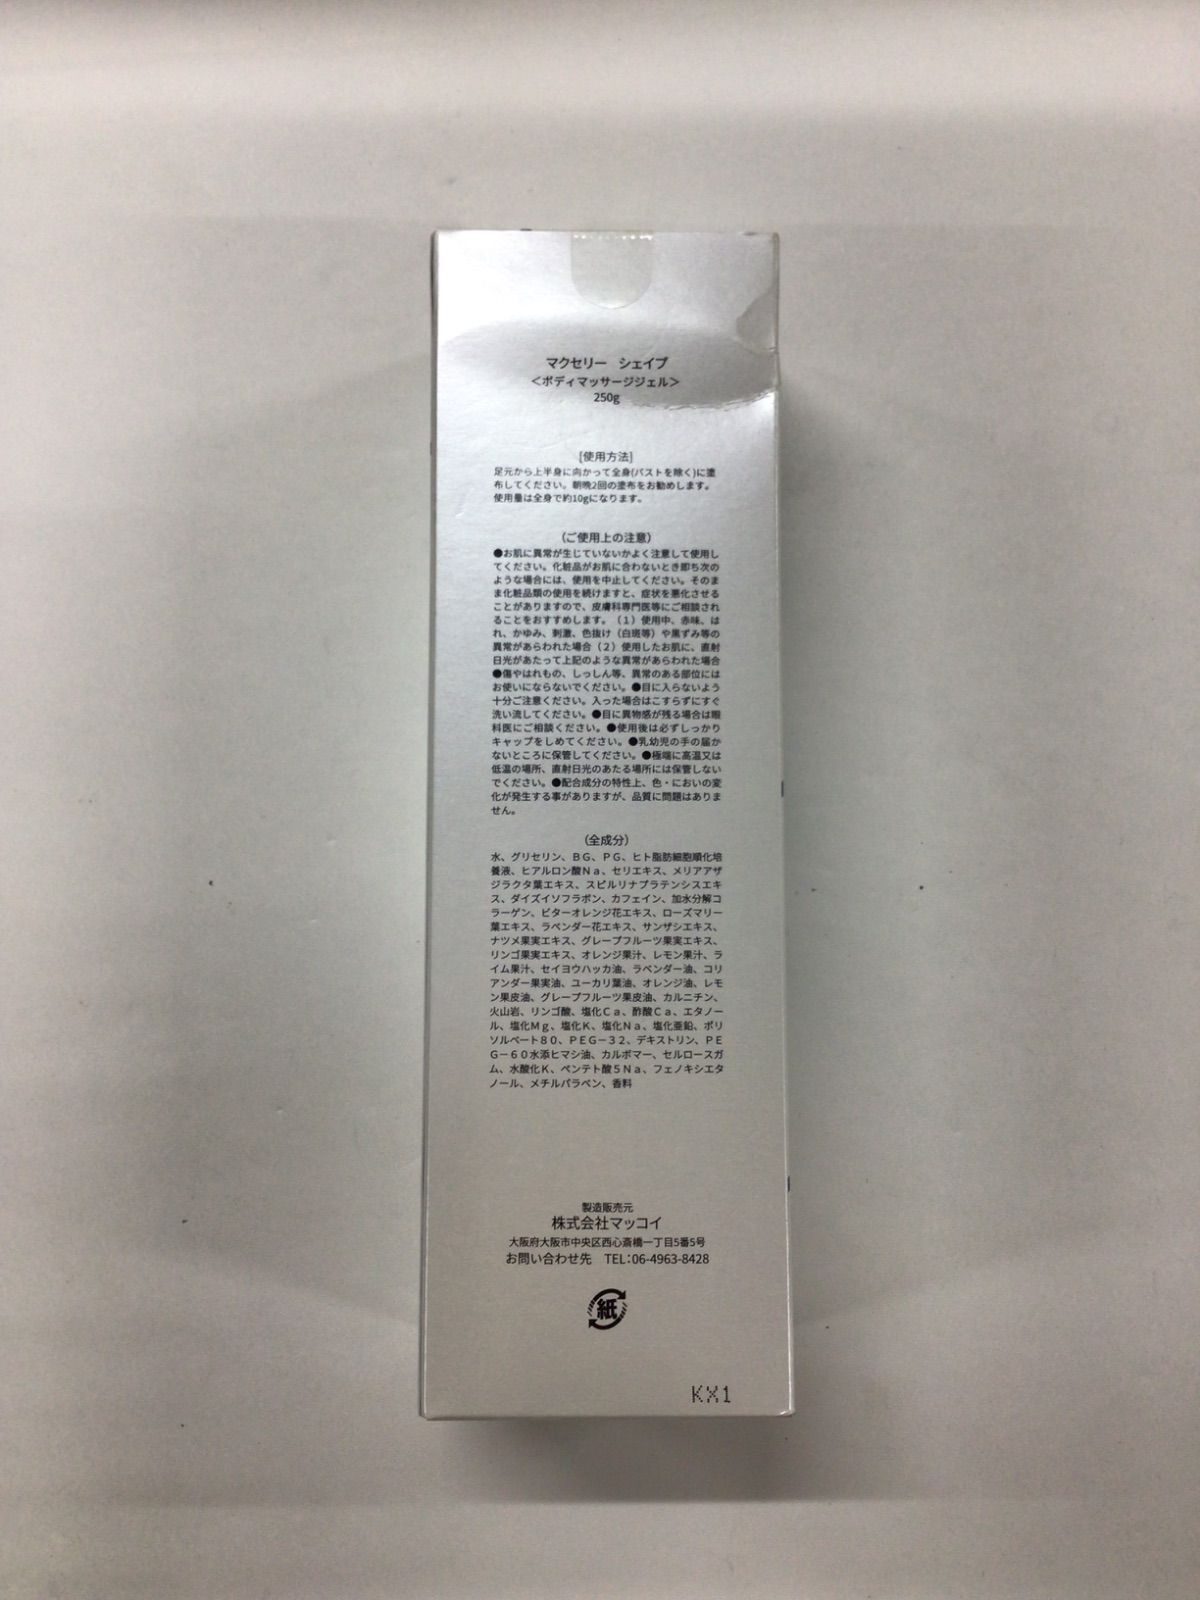 マクセリー　シェイプ
＜ボディマッサージジェル＞
250g
[使用方法]
足元から上半身に向かって全身(バストを除く)に塗
布してください。朝晩2回の塗布をお勧めします。
使用量は全身で約10gになります。
（ご使用上の注意）
●お肌に異常が生じていないかよく注意して使用し
てください。化粧品がお肌に合わないとき即ち次の
ような場合には、使用を中止してください。そのま
ま化粧品類の使用を続けますと、症状を悪化させる
ことがありますので、皮膚科専門医等にご相談され
ることをおすすめします。（１）使用中、赤味、は
れ、かゆみ、刺激、色抜け（白斑等）や黒ずみ等の
異常があらわれた場合（２）使用したお肌に、直射
日光があたって上記のような異常があらわれた場合
●傷やはれもの、しっしん等、異常のある部位には
お使いにならないでください。●目に入らないよう
十分ご注意ください。入った場合はこすらずにすぐ
洗い流してください。●目に異物感が残る場合は眼
科医にご相談ください。●使用後は必ずしっかり
キャップをしめてください。●乳幼児の手の届か
ないところに保管してください。●極端に高温又は
低温の場所、直射日光のあたる場所には保管しない
でください。●配合成分の特性上、色・においの変
化が発生する事がありますが、品質に問題はありま
せん。
（全成分）
水、グリセリン、ＢＧ、ＰＧ、ヒト脂肪細胞順化培
養液、ヒアルロン酸Ｎａ、セリエキス、メリアアザ
ジラクタ葉エキス、スピルリナプラテンシスエキ
ス、ダイズイソフラボン、カフェイン、加水分解コ
ラーゲン、ビターオレンジ花エキス、ローズマリー
葉エキス、ラベンダー花エキス、サンザシエキス、
ナツメ果実エキス、グレープフルーツ果実エキス、
リンゴ果実エキス、オレンジ果汁、レモン果汁、ラ
イム果汁、セイヨウハッカ油、ラベンダー油、コリ
アンダー果実油、ユーカリ葉油、オレンジ油、レモ
ン果皮油、グレープフルーツ果皮油、カルニチン、
火山岩、リンゴ酸、塩化Ｃａ、酢酸Ｃａ、エタノー
ル、塩化Ｍｇ、塩化Ｋ、塩化Ｎａ、塩化亜鉛、ポリ
ソルベート８０、ＰＥＧ－３２、デキストリン、ＰＥ
Ｇ－６０水添ヒマシ油、カルボマー、セルロースガ
ム、水酸化Ｋ、ペンテト酸５Ｎａ、フェノキシエタ
ノール、メチルパラベン、香料
製造販売元
株式会社マッコイ
大阪府大阪市中央区西心斎橋一丁目5番5号
お問い合わせ先　TEL：06-4963-8428
紙
KX1